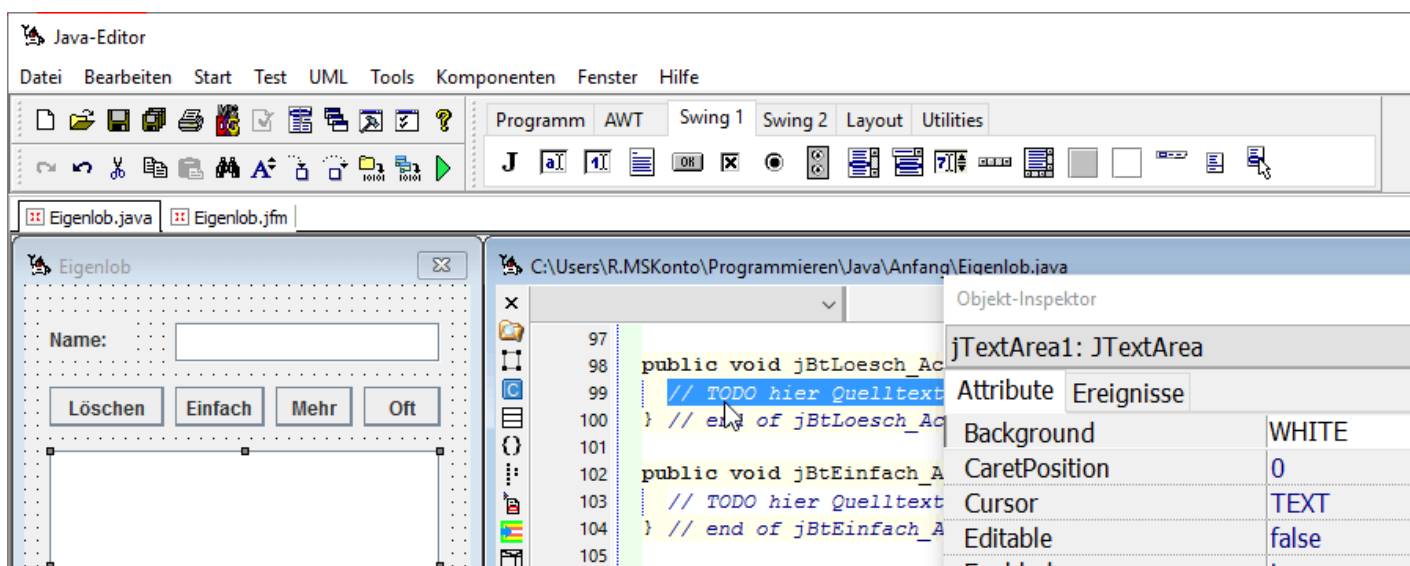 Java-Editor
Datei Bearbeiten Start Test UML Tools Komponenten Fenster Hilfe
Programm AWT Swing 1 Swing 2 Layout Utilities
Eigenlob.java Eigenlob.jfm
Eigenlob
C:\Users\R.MSKonto\Programmieren\Java\Anfang\Eigenlob.java
Objekt-Inspektor
Name:
jTextArea1: JTextArea
Attribute Ereignisse
Löschen Einfach Mehr Oft
97
98 public void jBtLoesch_Ac
99 // TODO hier Quelltext
100 } // end of jBtLoesch_Ac
101
102 public void jBtEinfach_A
103 // TODO hier Quelltext
104 } // end of jBtEinfach_A
105
Background WHITE
CaretPosition 0
Cursor TEXT
Editable false